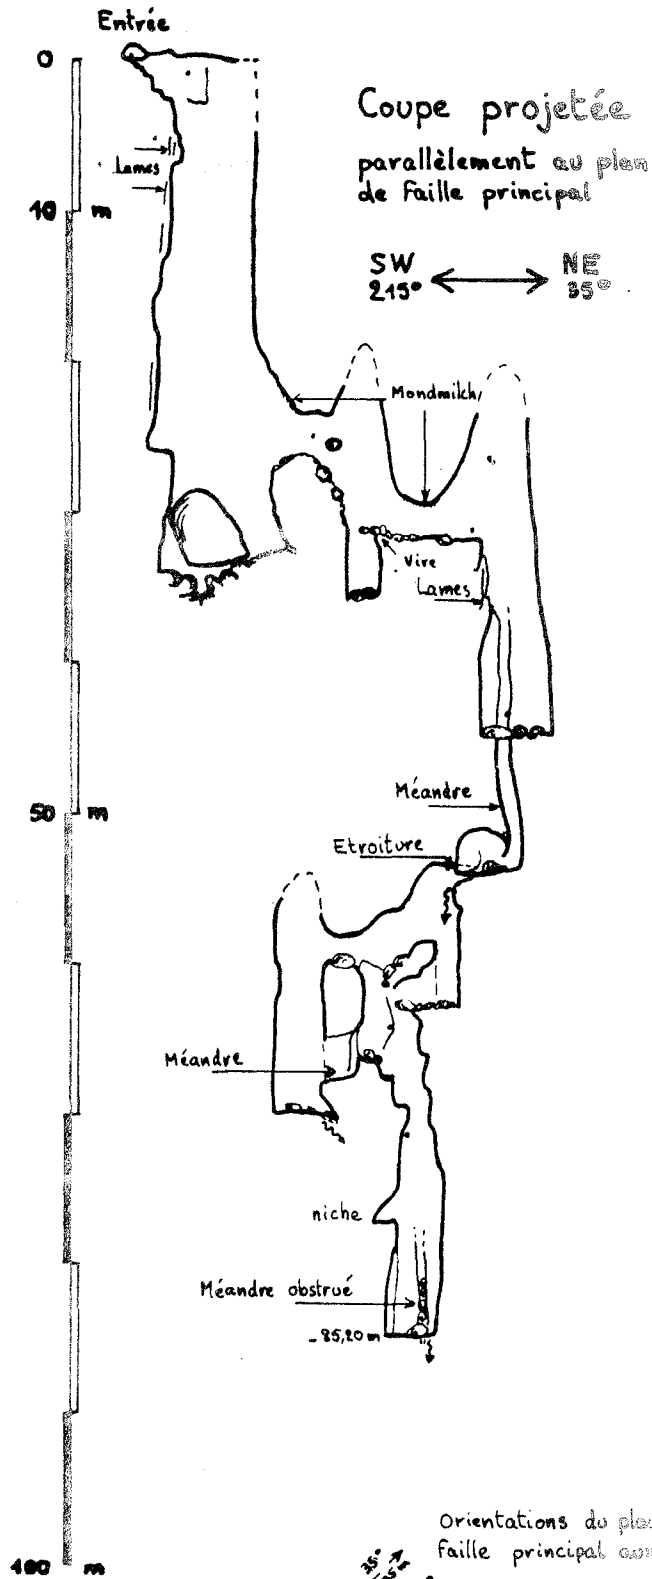 Entrée
0
Coupe projetée
parallèlement au plan
de faille principal
Lames
10 m
SW
215°
NE
35°
Mondmilch
Vire
Lames
50 m
Méandre
Etroiture
Méandre
niche
Méandre obstrué
- 85,20 m
Orientations du
faille principal
100 m
35°